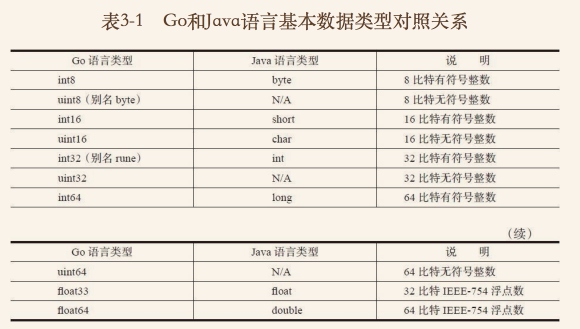 表3-1 Go和Java语言基本数据类型对照关系
Go 语言类型 Java 语言类型 说 明
int8 byte 8 比特有符号整数
uint8（别名 byte） N/A 8 比特无符号整数
int16 short 16 比特有符号整数
uint16 char 16 比特无符号整数
int32（别名 rune） int 32 比特有符号整数
uint32 N/A 32 比特无符号整数
int64 long 64 比特有符号整数
（续）
Go 语言类型 Java 语言类型 说 明
uint64 N/A 64 比特无符号整数
float33 float 32 比特 IEEE-754 浮点数
float64 double 64 比特 IEEE-754 浮点数